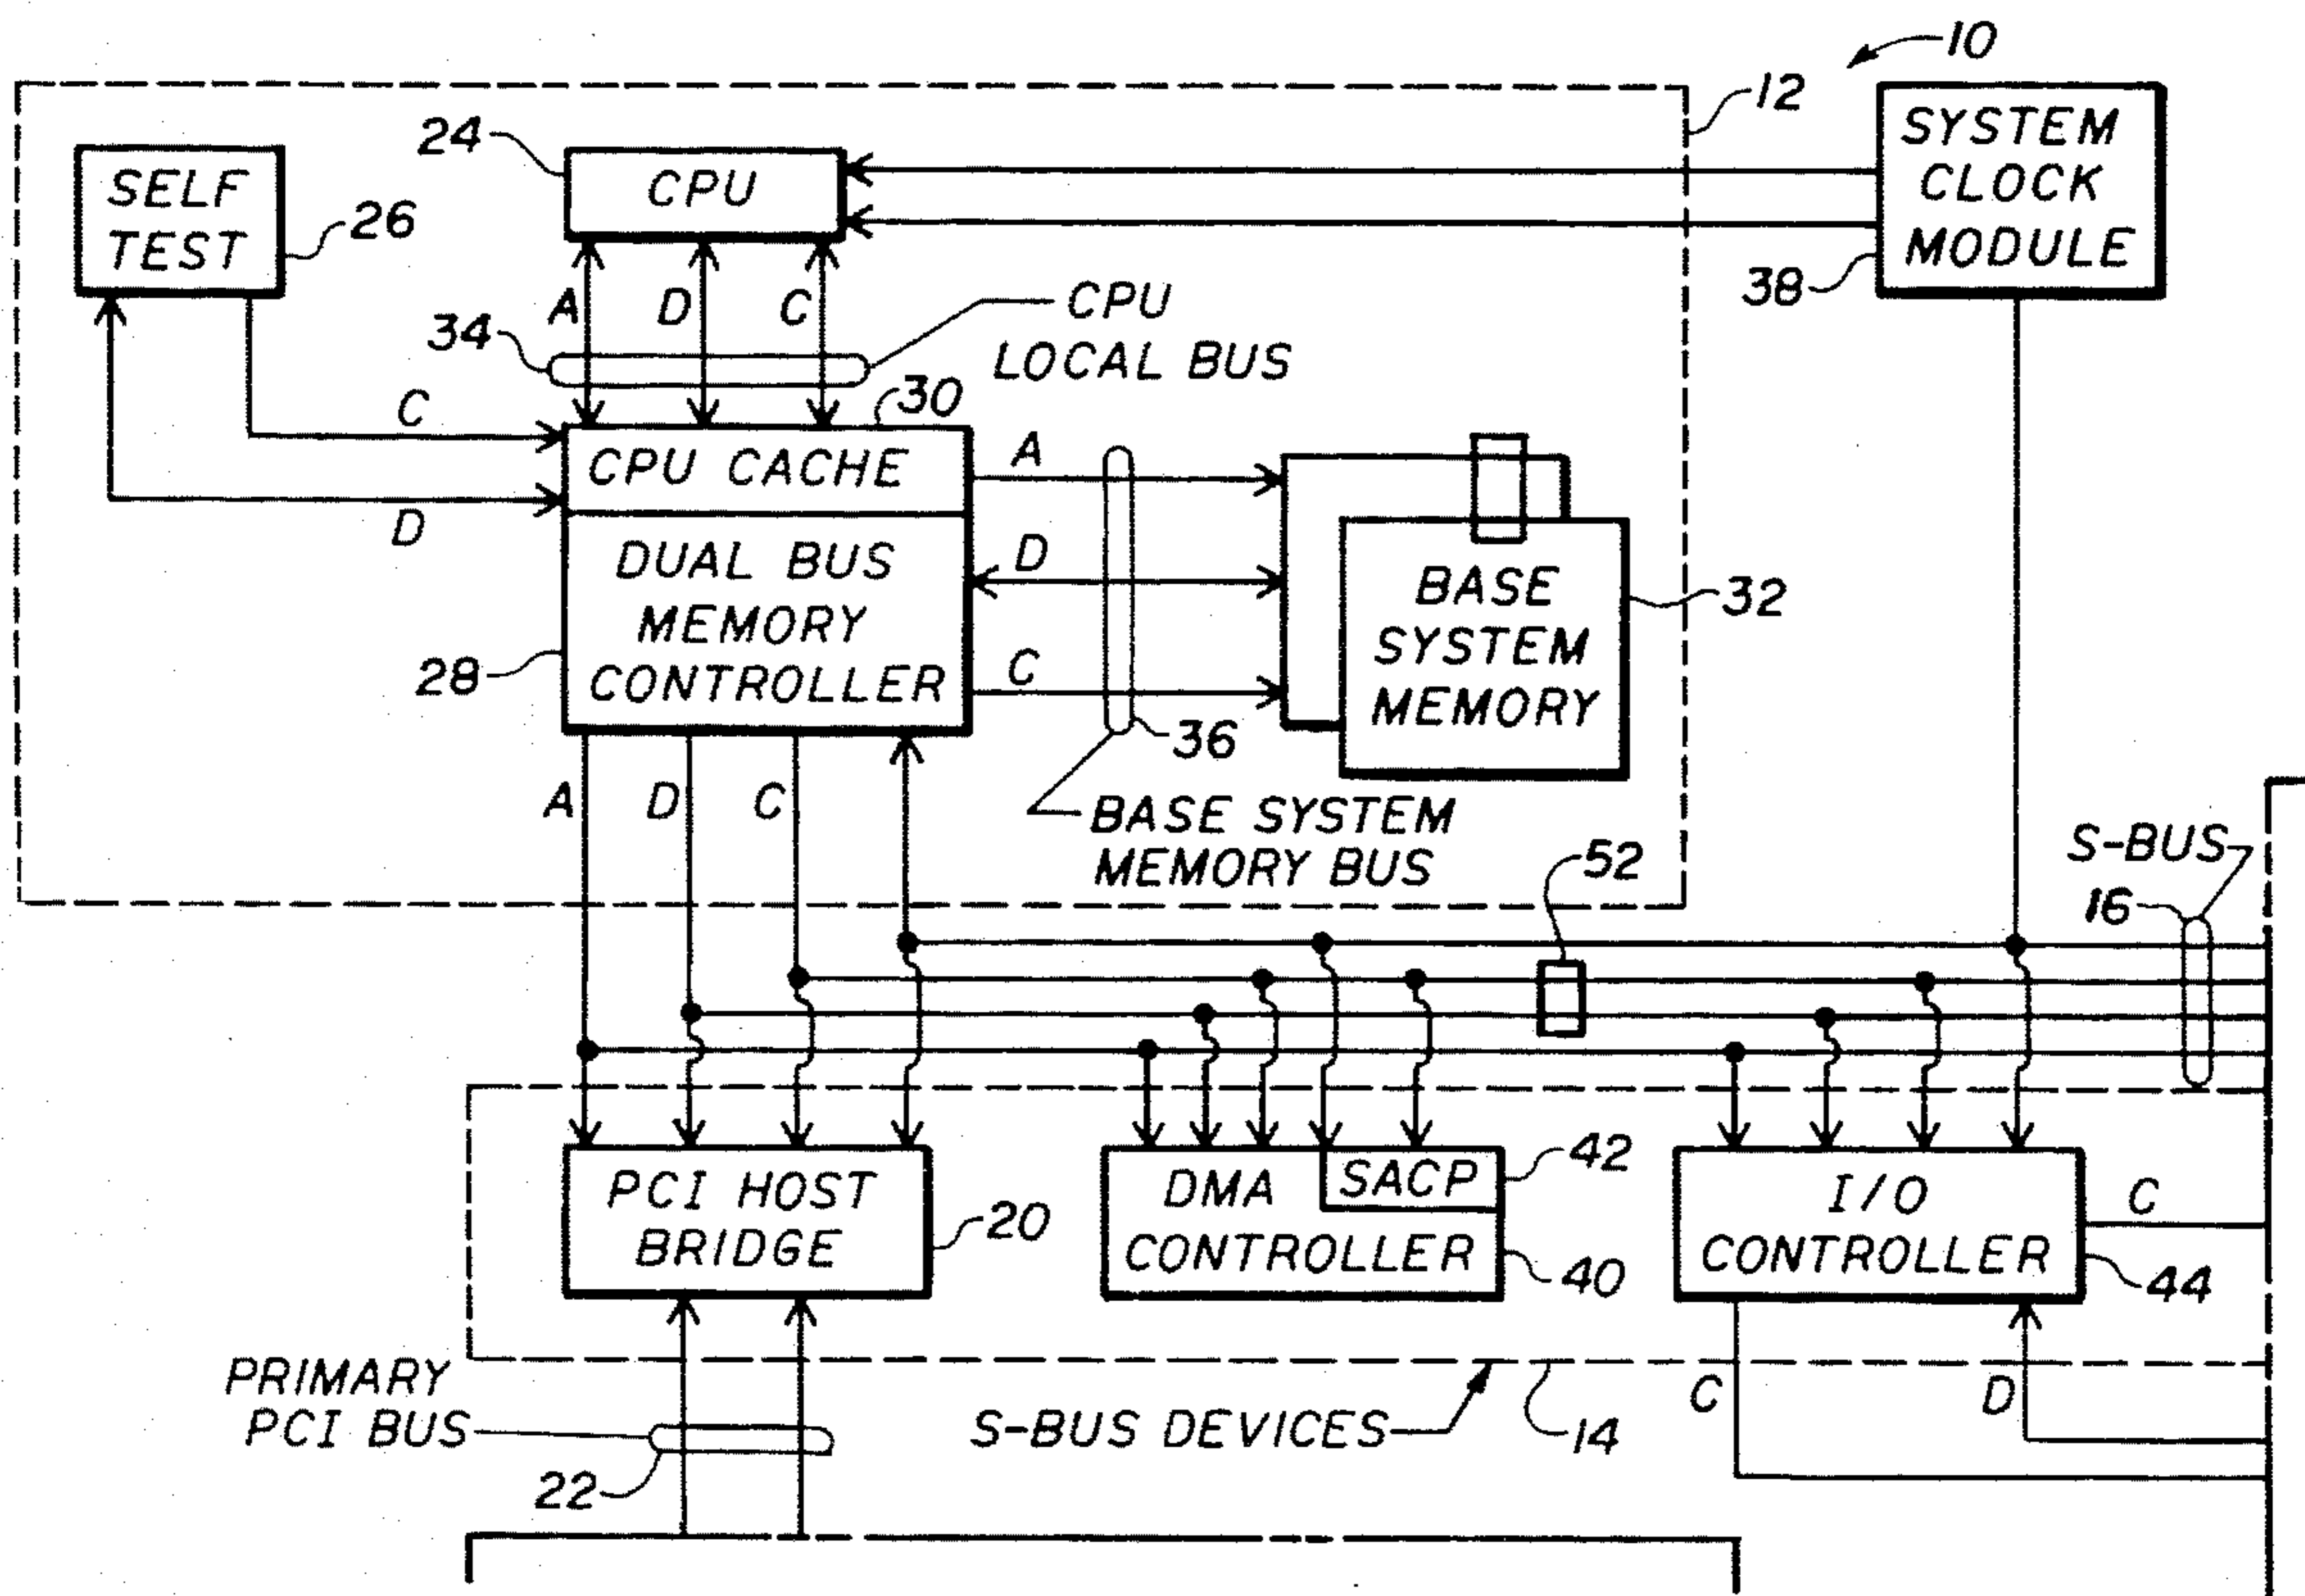 10
12
SYSTEM
CLOCK
MODULE
38
24
CPU
SELF
TEST
26
A
D
C
34
CPU
LOCAL BUS
30
C
D
CPU CACHE
A
DUAL BUS
MEMORY
CONTROLLER
28
D
C
BASE
SYSTEM
MEMORY
32
36
A
D
C
BASE SYSTEM
MEMORY BUS
52
S-BUS
16
PCI HOST
BRIDGE
20
DMA
CONTROLLER
SACP
42
40
I/O
CONTROLLER
C
44
PRIMARY
PCI BUS
22
S-BUS DEVICES
14
C
D